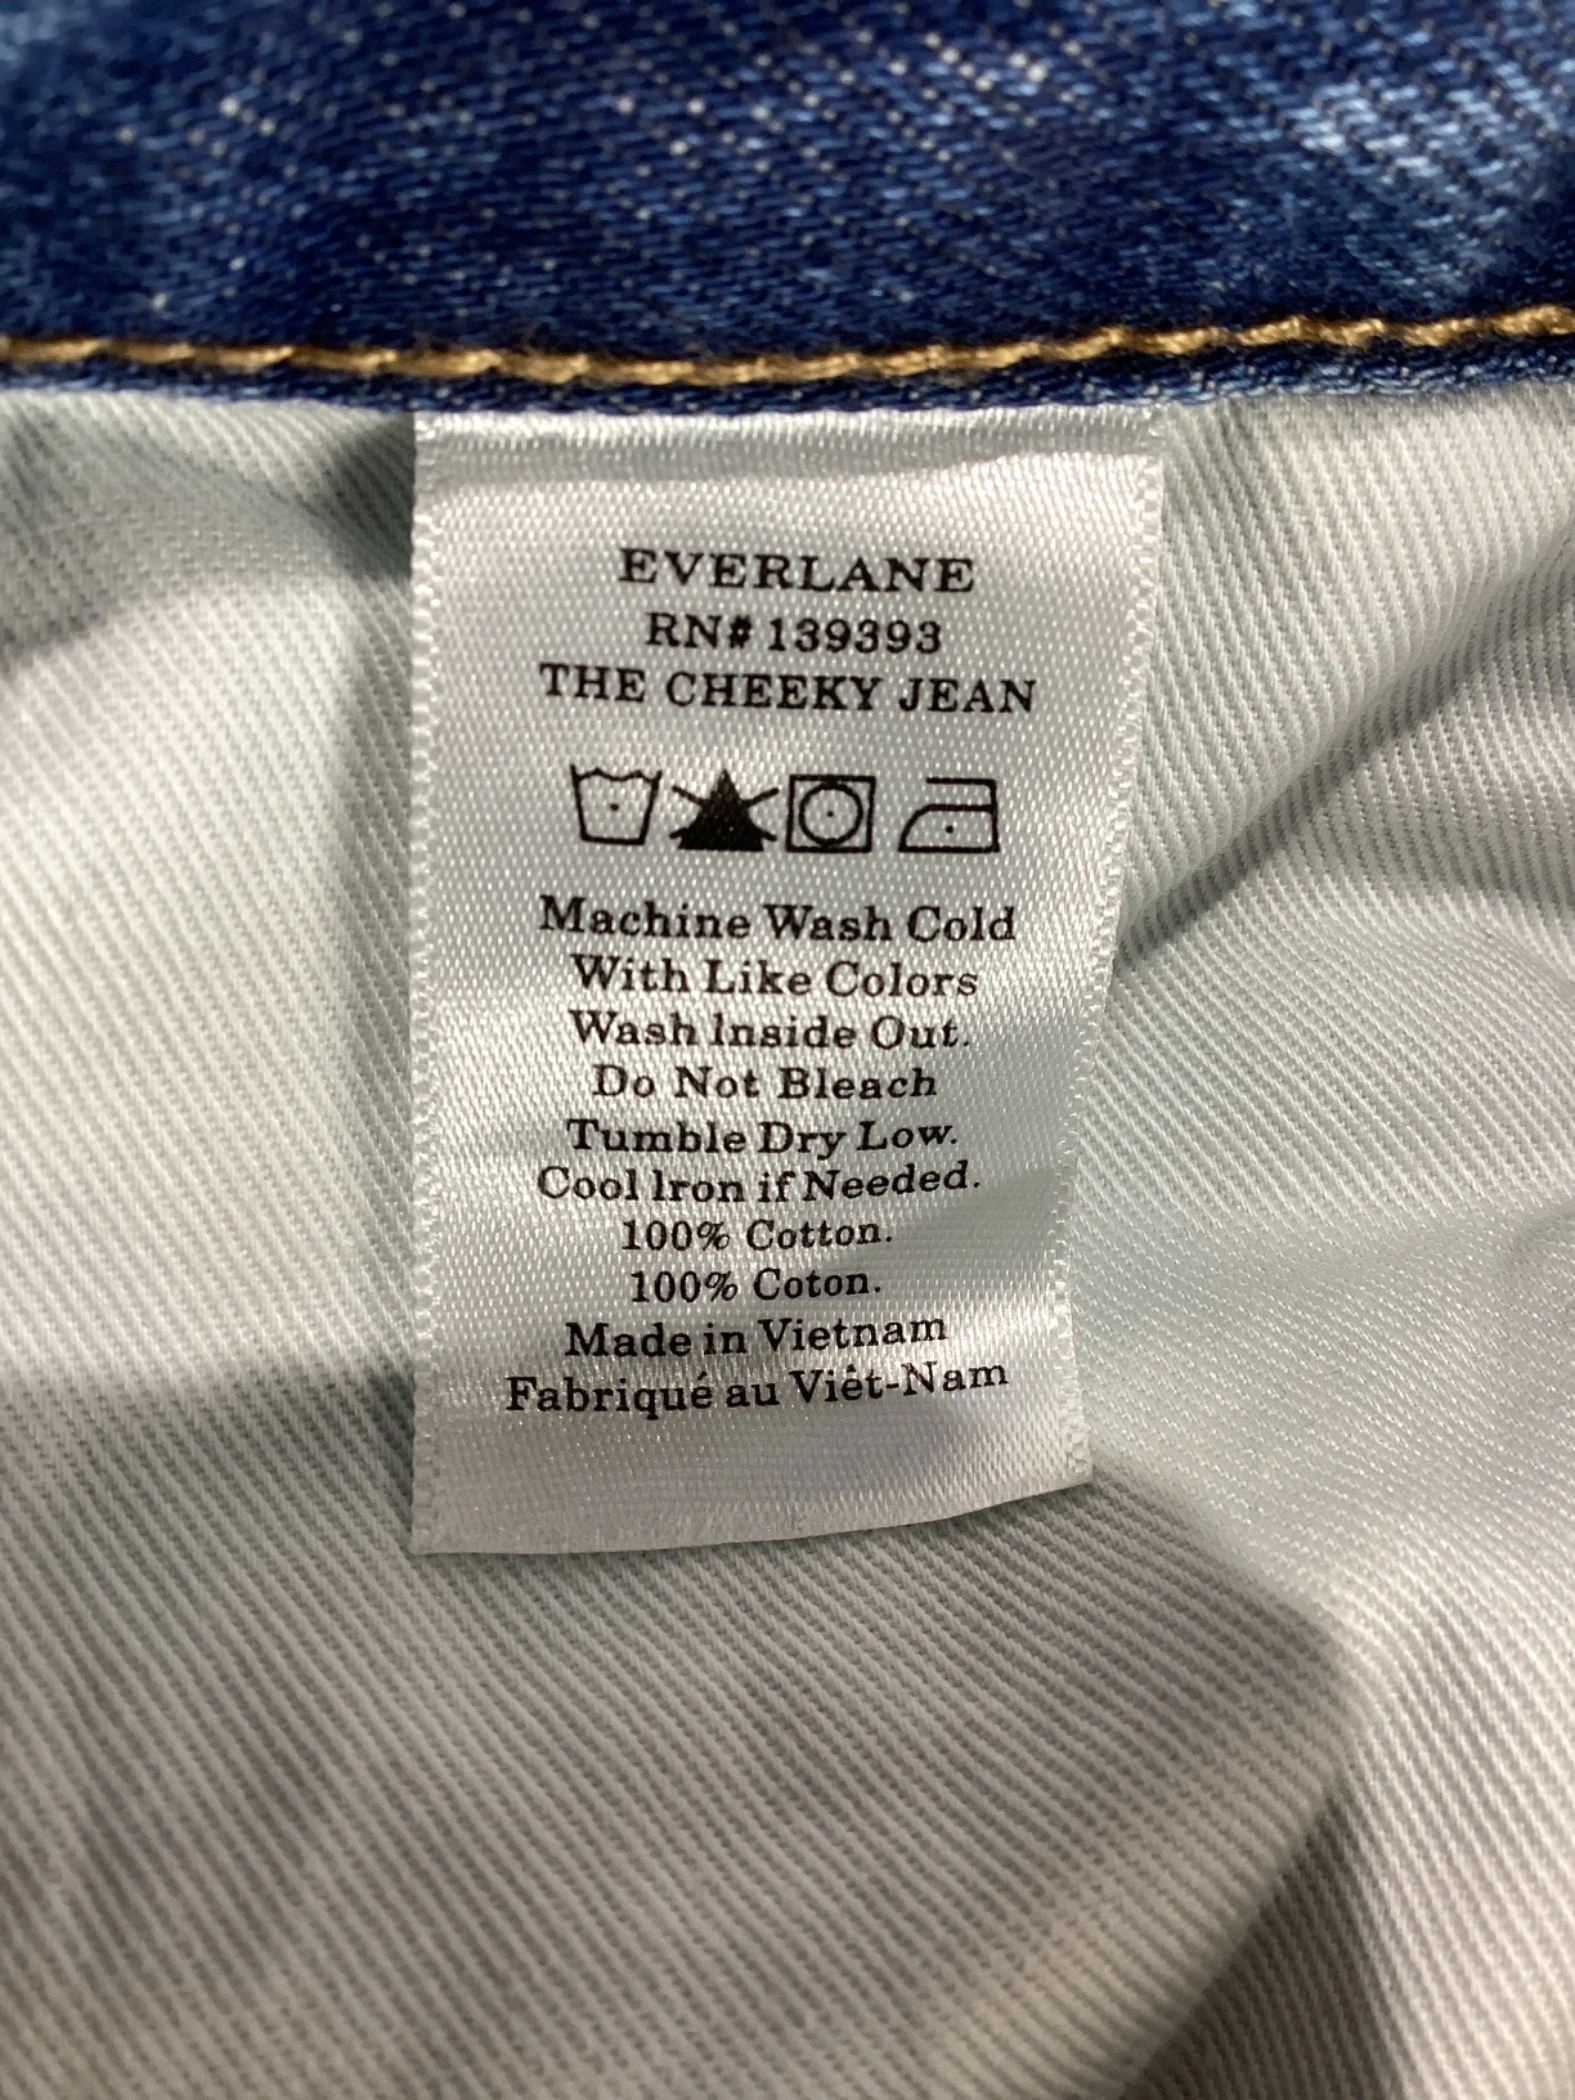 EVERLANE
RN# 139393
THE CHEEKY JEAN
Machine Wash Cold
With Like Colors
Wash Inside Out.
Do Not Bleach
Tumble Dry Low.
Cool Iron if Needed.
100% Cotton.
100% Coton.
Made in Vietnam
Fabriqué au Viêt-Nam